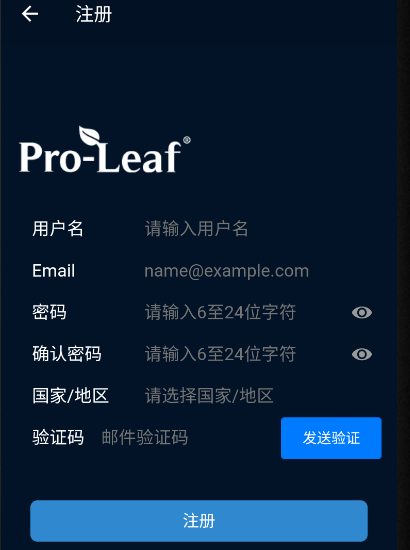 注册
Pro-Leaf®
用户名 请输入用户名
Email name@example.com
密码 请输入6至24位字符
确认密码 请输入6至24位字符
国家/地区 请选择国家/地区
验证码 邮件验证码 发送验证
注册